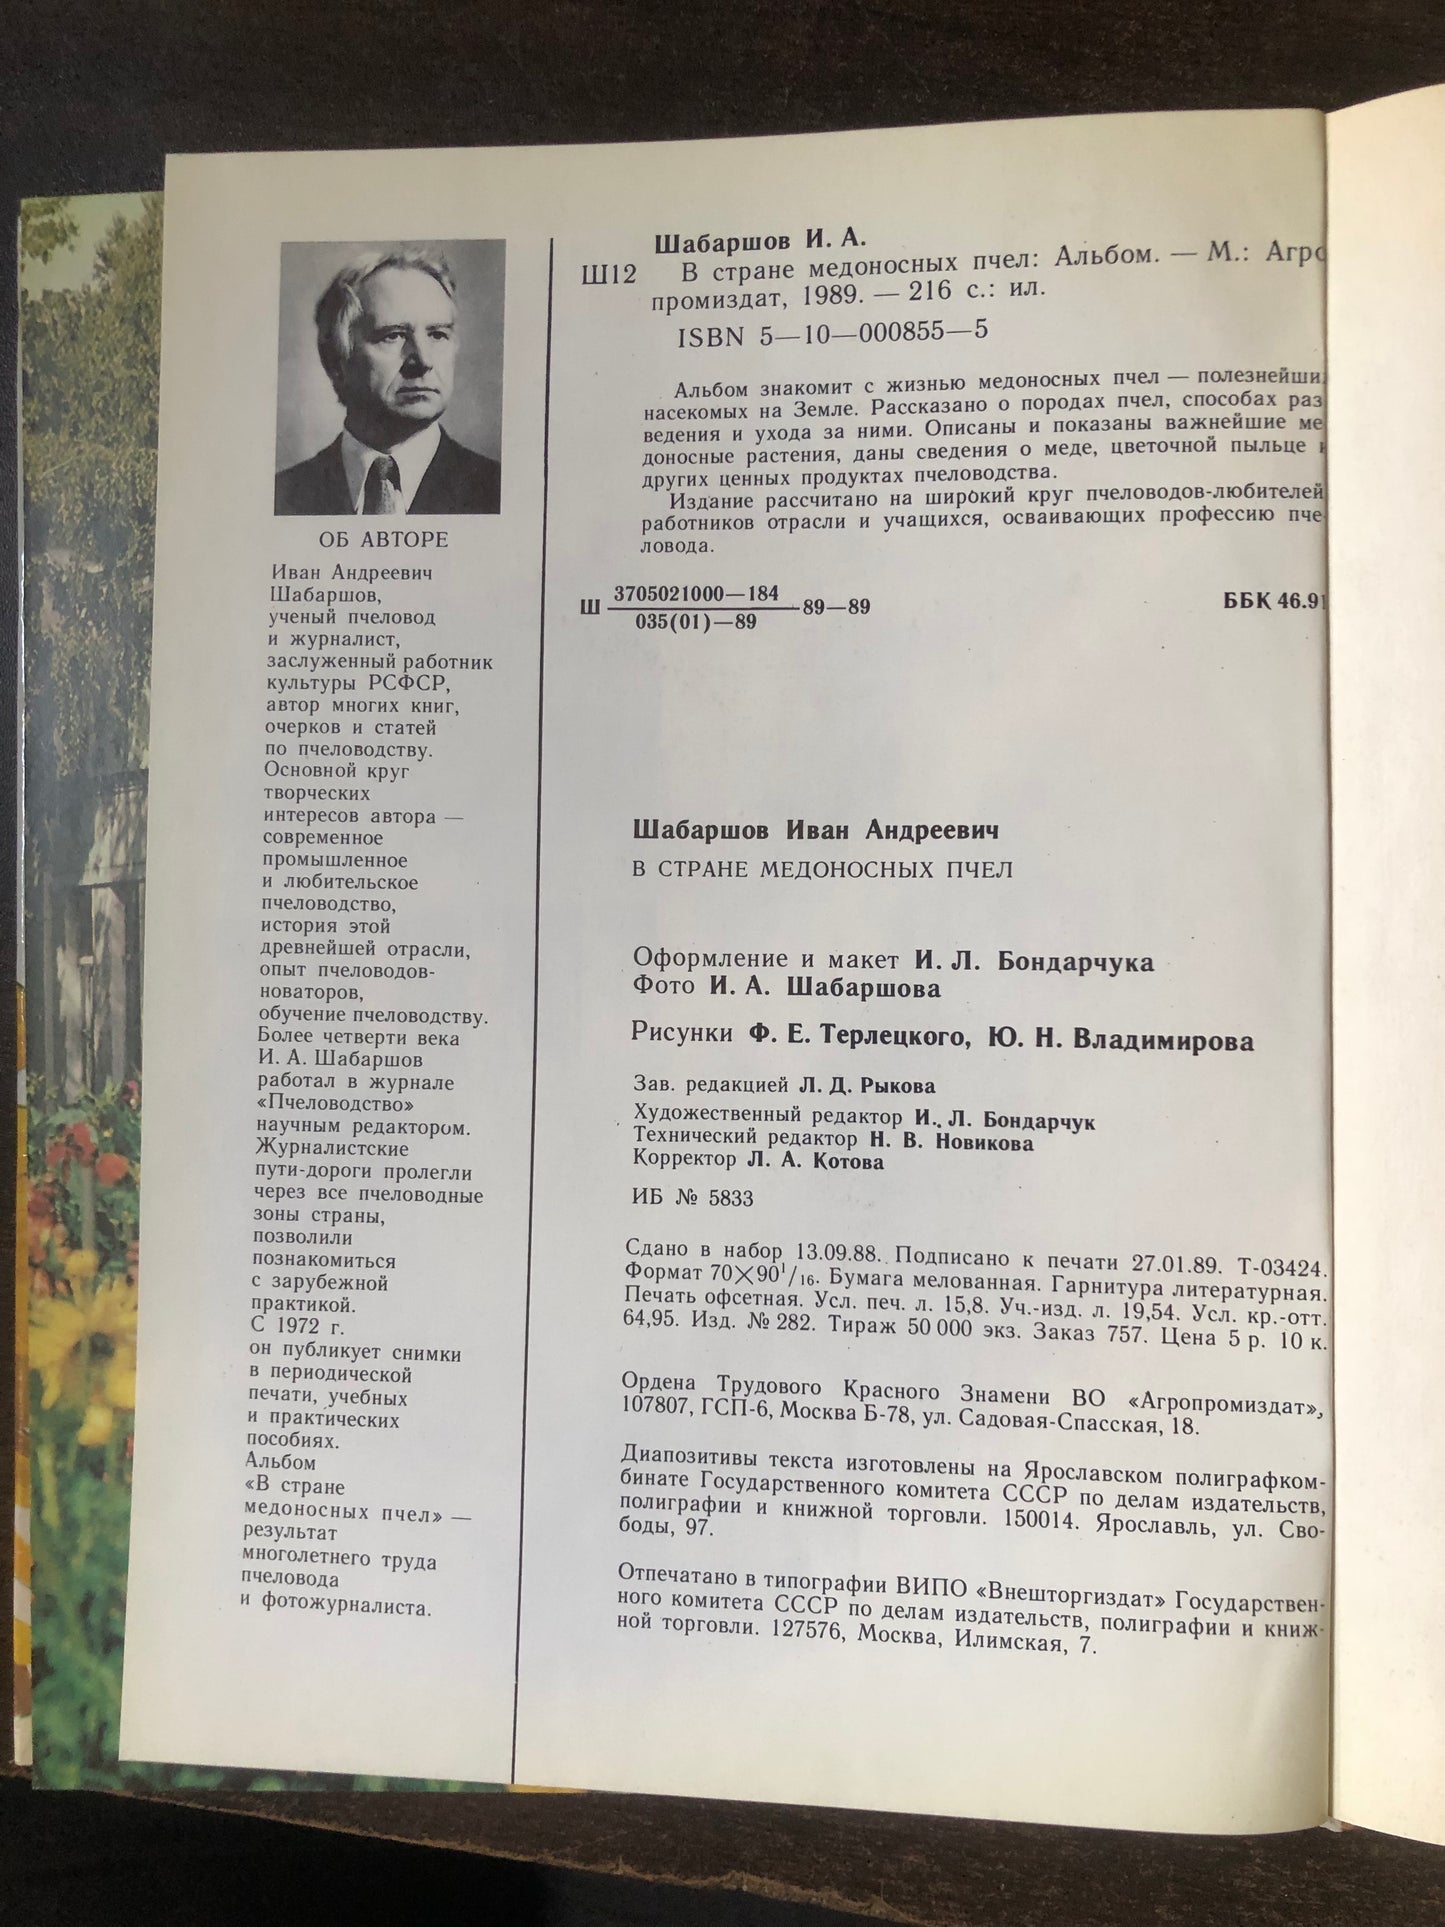 ОБ АВТОРЕ
Иван Андреевич
Шабаршов,
ученый пчеловод
и журналист,
заслуженный работник
культуры РСФСР,
автор многих книг,
очерков и статей
по пчеловодству.
Основной круг
творческих
интересов автора —
современное
промышленное
и любительское
пчеловодство,
история этой
древнейшей отрасли,
опыт пчеловодов-
новаторов,
обучение пчеловодству.
Более четверти века
И. А. Шабаршов
работал в журнале
«Пчеловодство»
научным редактором.
Журналистские
пути-дороги пролегли
через все пчеловодные
зоны страны,
позволили
познакомиться
с зарубежной
практикой.
С 1972 г.
он публикует снимки
в периодической
печати, учебных
и практических
пособиях.
Альбом
«В стране
медоносных пчел» —
результат
многолетнего труда
пчеловода
и фотожурналиста.
Шабаршов И. А.
Ш12 В стране медоносных пчел: Альбом. — М.: Агро
промиздат, 1989. — 216 с.: ил.
ISBN 5—10—000855—5
Альбом знакомит с жизнью медоносных пчел — полезнейши
насекомых на Земле. Рассказано о породах пчел, способах раз
ведения и ухода за ними. Описаны и показаны важнейшие ме
доносные растения, даны сведения о меде, цветочной пыльце
других ценных продуктах пчеловодства.
Издание рассчитано на широкий круг пчеловодов-любителей
работников отрасли и учащихся, осваивающих профессию пче
ловода.
3705021000—184
Ш 89—89 ББК 46.91
035(01)—89
Шабаршов Иван Андреевич
В СТРАНЕ МЕДОНОСНЫХ ПЧЕЛ
Оформление и макет И. Л. Бондарчука
Фото И. А. Шабаршова
Рисунки Ф. Е. Терлецкого, Ю. Н. Владимирова
Зав. редакцией Л. Д. Рыкова
Художественный редактор И. Л. Бондарчук
Технический редактор Н. В. Новикова
Корректор Л. А. Котова
ИБ № 5833
Сдано в набор 13.09.88. Подписано к печати 27.01.89. Т-03424.
Формат 70×90¹/₁₆. Бумага мелованная. Гарнитура литературная.
Печать офсетная. Усл. печ. л. 15,8. Уч.-изд. л. 19,54. Усл. кр.-отт.
64,95. Изд. № 282. Тираж 50 000 экз. Заказ 757. Цена 5 р. 10 к.
Ордена Трудового Красного Знамени ВО «Агропромиздат»,
107807, ГСП-6, Москва Б-78, ул. Садовая-Спасская, 18.
Диапозитивы текста изготовлены на Ярославском полиграфком-
бинате Государственного комитета СССР по делам издательств,
полиграфии и книжной торговли. 150014. Ярославль, ул. Сво-
боды, 97.
Отпечатано в типографии ВИПО «Внешторгиздат» Государствен-
ного комитета СССР по делам издательств, полиграфии и книж-
ной торговли. 127576, Москва, Илимская, 7.